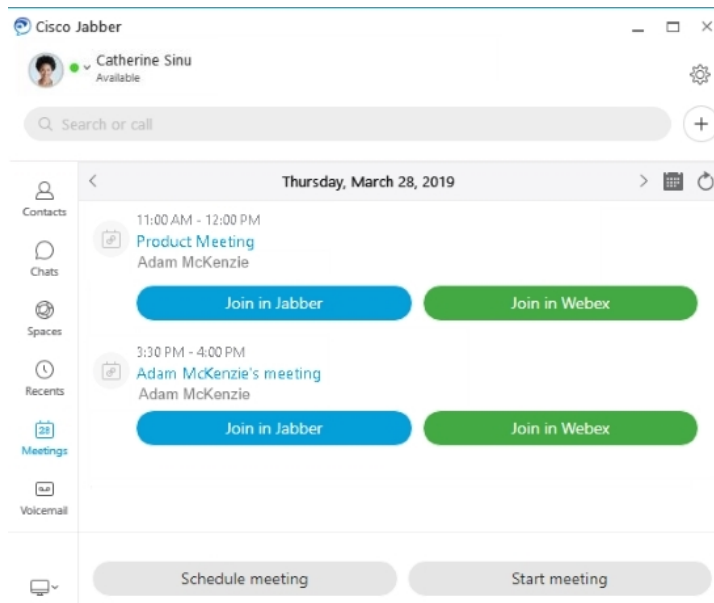 Cisco Jabber
Catherine Sinu
Available
Search or call
Contacts
Chats
Spaces
Recents
28
Meetings
Voicemail
Thursday, March 28, 2019
11:00 AM - 12:00 PM
Product Meeting
Adam McKenzie
Join in Jabber
Join in Webex
3:30 PM - 4:00 PM
Adam McKenzie's meeting
Adam McKenzie
Join in Jabber
Join in Webex
Schedule meeting
Start meeting